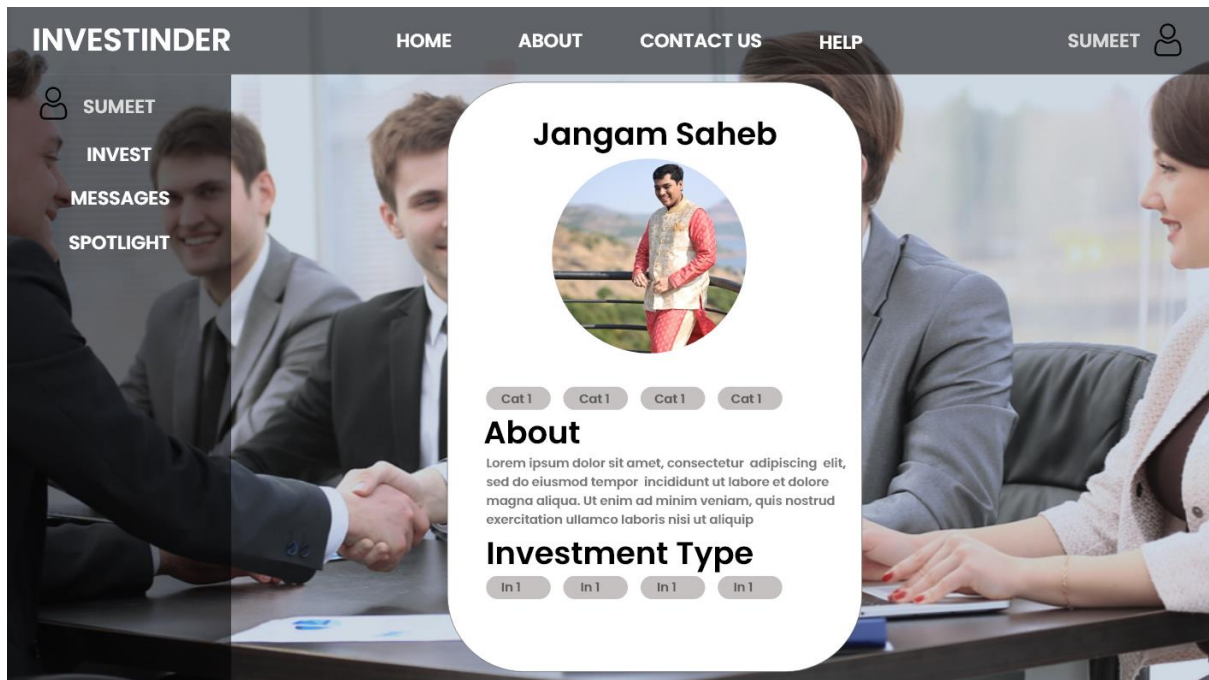 INVESTINDER
HOME ABOUT CONTACT US HELP
SUMEET
SUMEET
INVEST
MESSAGES
SPOTLIGHT
Jangam Saheb
Cat 1 Cat 1 Cat 1 Cat 1
About
Lorem ipsum dolor sit amet, consectetur adipiscing elit,
sed do eiusmod tempor incididunt ut labore et dolore
magna aliqua. Ut enim ad minim veniam, quis nostrud
exercitation ullamco laboris nisi ut aliquip
Investment Type
In 1 In 1 In 1 In 1